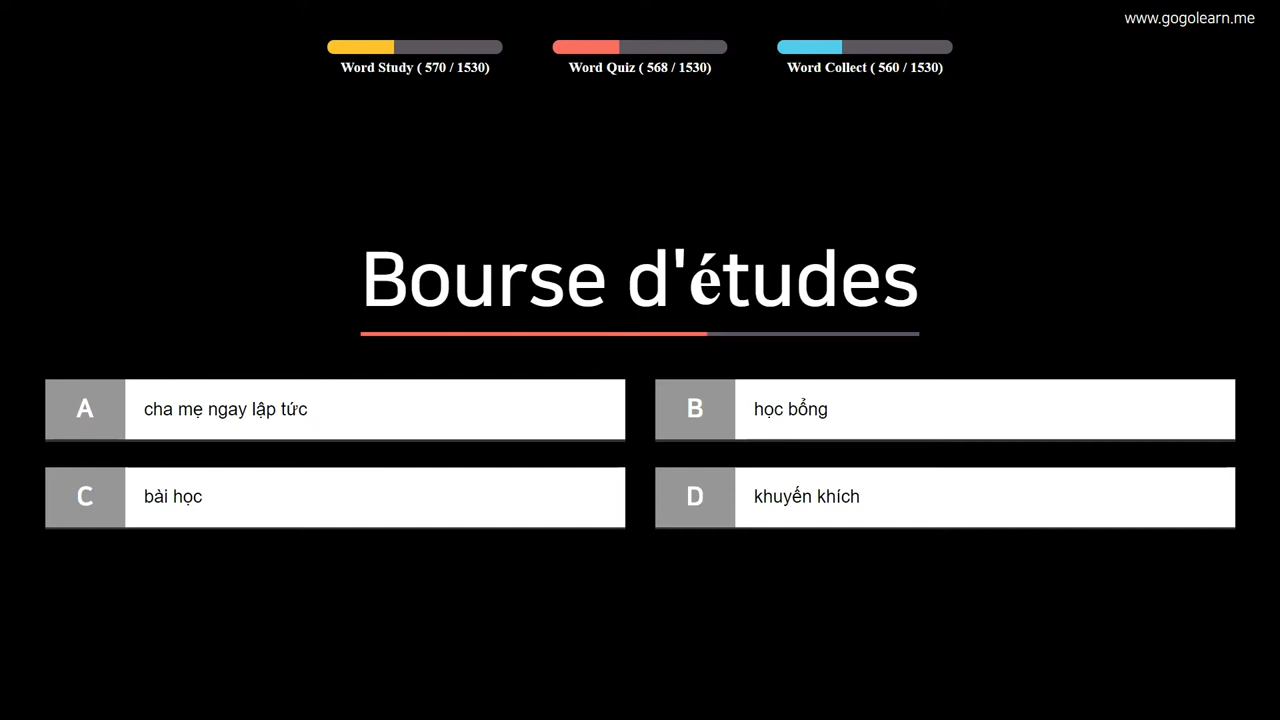 www.gogolearn.me
Word Study ( 570 / 1530)
Word Quiz ( 568 / 1530)
Word Collect ( 560 / 1530)
Bourse d'études
A
cha mẹ ngay lập tức
B
học bổng
C
bài học
D
khuyến khích